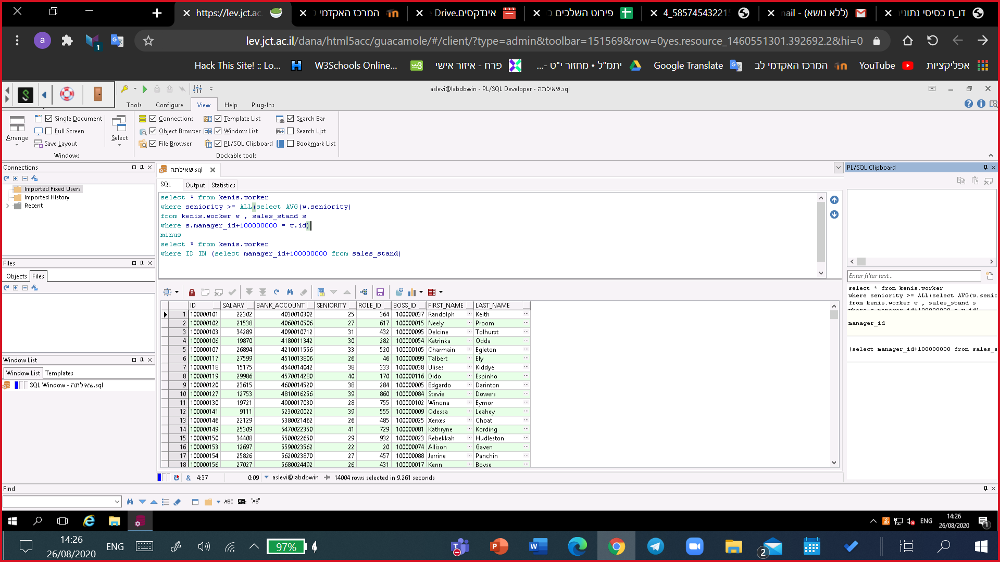 https://lev.jct.ac
המרכז האקדמי
אינדקסים.Drive
פירוט השלבים ב
4_58574543221
(ללא נושא) - mail
דו_ח בסיסי נתונים
a
1
lev.jct.ac.il/dana/html5acc/guacamole/#/client/?type=admin&toolbar=151569&row=0yes.resource_1460551301.392692.2&hi=0
Hack This Site! :: Lo...
W3Schools Online...
פרח - איזור אישי
יתמ"ל • מחזור י"ט -...
Google Translate
המרכז האקדמי לב
YouTube
אפליקציות
aslevi@labdbwin - PL/SQL Developer - שאילתה.sql
Tools Configure View Help Plug-Ins
Arrange
Single Document
Full Screen
Save Layout
Windows
Select
Connections Template List Search Bar
Object Browser Window List Search List
File Browser PL/SQL Clipboard Bookmark List
Dockable tools
Connections
Imported Fixed Users
Imported History
Recent
Files
Objects Files
Window List
Window List Templates
SQL Window - שאילתה.sql
שאילתה.sql
SQL Output Statistics
select * from kenis.worker
where seniority >= ALL(select AVG(w.seniority)
from kenis.worker w , sales_stand s
where s.manager_id+100000000 = w.id)
minus
select * from kenis.worker
where ID IN (select manager_id+100000000 from sales_stand)
ID SALARY BANK_ACCOUNT SENIORITY ROLE_ID BOSS_ID FIRST_NAME LAST_NAME
1 100000101 22302 4030010302 25 364 100000037 Randolph Keith
2 100000102 21538 4060010506 27 617 100000015 Neely Proom
3 100000103 34289 4090010712 31 432 100000095 Delcine Tolhurst
4 100000106 19870 4180011342 30 282 100000054 Katrinka Odda
5 100000107 26894 4210011556 33 520 100000105 Charmain Egleton
6 100000117 27599 4510013806 26 46 100000099 Talbert Ely
7 100000118 15175 4540014042 38 333 100000038 Ulises Kiddye
8 100000119 29986 4570014280 40 170 100000116 Dido Espinho
9 100000120 23615 4600014520 38 284 100000005 Edgardo Darinton
10 100000127 12753 4810016256 39 860 100000084 Stevie Dowers
11 100000130 19721 4900017030 28 755 100000102 Winona Eymor
12 100000141 9111 5230020022 39 555 100000009 Odessa Leahey
13 100000146 22129 5380021462 26 485 100000025 Xerxes Choat
14 100000149 25309 5470022350 41 729 100000081 Kathryne Kording
15 100000150 34408 5500022650 29 932 100000023 Rebekkah Hudleston
16 100000153 12697 5590023562 22 20 100000074 Allison Gaven
17 100000154 25826 5620023870 27 457 100000088 Jerrine Panchin
18 100000156 27027 5680024492 26 431 100000017 Kenn Bovse
& 4:37 0:09 aslevi@labdbwin 14004 rows selected in 9.261 seconds
PL/SQL Clipboard
Enter filter text...
select * from kenis.worker
where seniority >= ALL(select AVG(w.senio
from kenis.worker w , sales_stand s
where s.manager_id+100000000 = w.id)
manager_id
(select manager_id+100000000 from sales_s
Find
ABC AB "AB"
ENG
14:26
26/08/2020
1
14:26
26/08/2020
ENG
97%
2